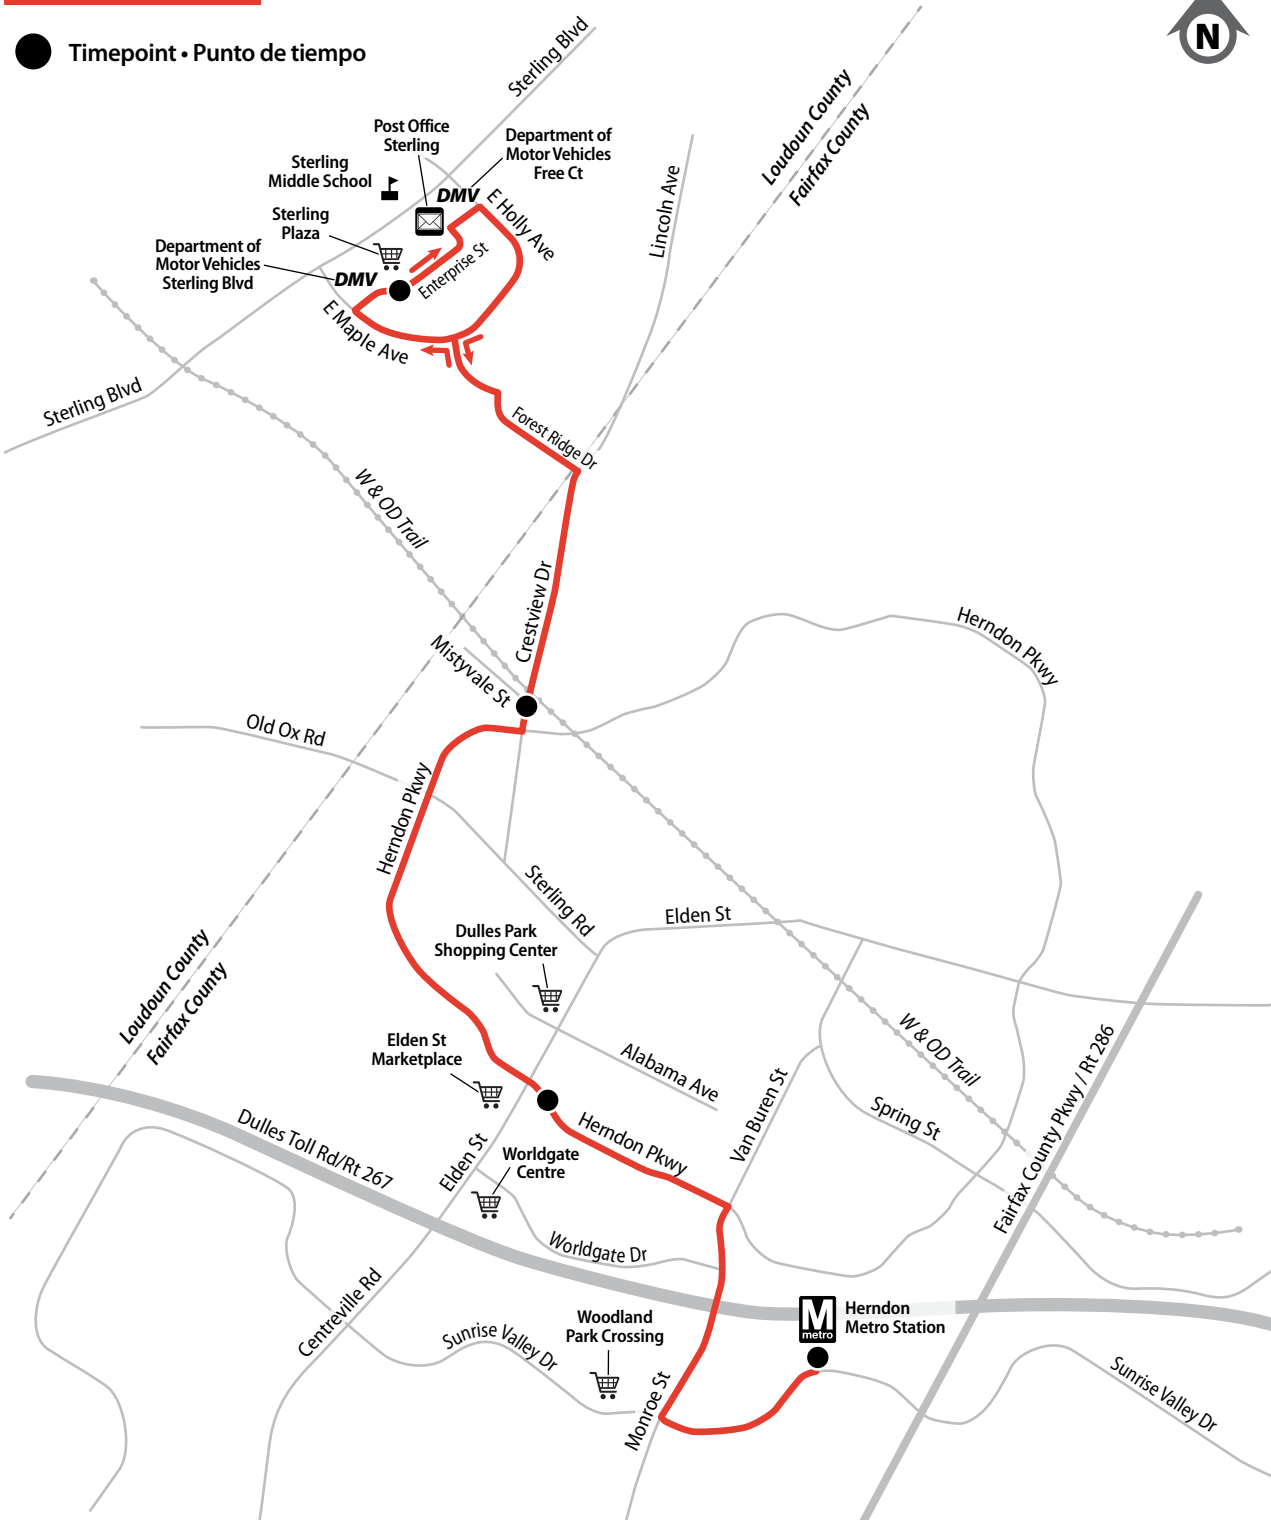 N
Timepoint • Punto de tiempo
Sterling Blvd
Loudoun County
Fairfax County
Post Office
Sterling
Department of
Motor Vehicles
Free Ct
Sterling
Middle School
DMV
E Holly Ave
Lincoln Ave
Sterling
Plaza
Department of
Motor Vehicles
Sterling Blvd
DMV
Enterprise St
E Maple Ave
Sterling Blvd
Forest Ridge Dr
W & OD Trail
Crestview Dr
Mistyvale St
Herndon Pkwy
Old Ox Rd
Herndon Pkwy
Sterling Rd
Elden St
Dulles Park
Shopping Center
Loudoun County
Fairfax County
Elden St
Marketplace
Alabama Ave
W & OD Trail
Fairfax County Pkwy / Rt 286
Van Buren St
Spring St
Dulles Toll Rd/Rt 267
Herndon Pkwy
Elden St
Worldgate
Centre
Worldgate Dr
Centreville Rd
Sunrise Valley Dr
Woodland
Park Crossing
M
metro
Herndon
Metro Station
Monroe St
Sunrise Valley Dr